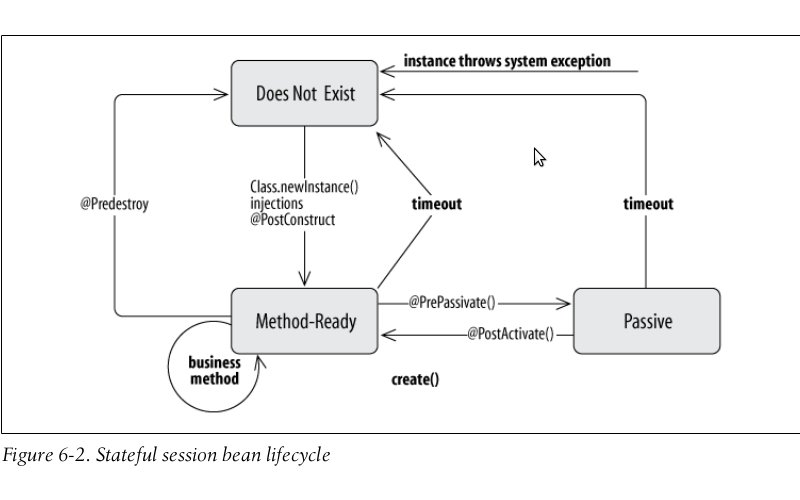 instance throws system exception
Does Not Exist
Class.newInstance()
injections
@PostConstruct
@Predestroy
timeout
timeout
Method-Ready
@PrePassivate()
@PostActivate()
Passive
business
method
create()
Figure 6-2. Stateful session bean lifecycle